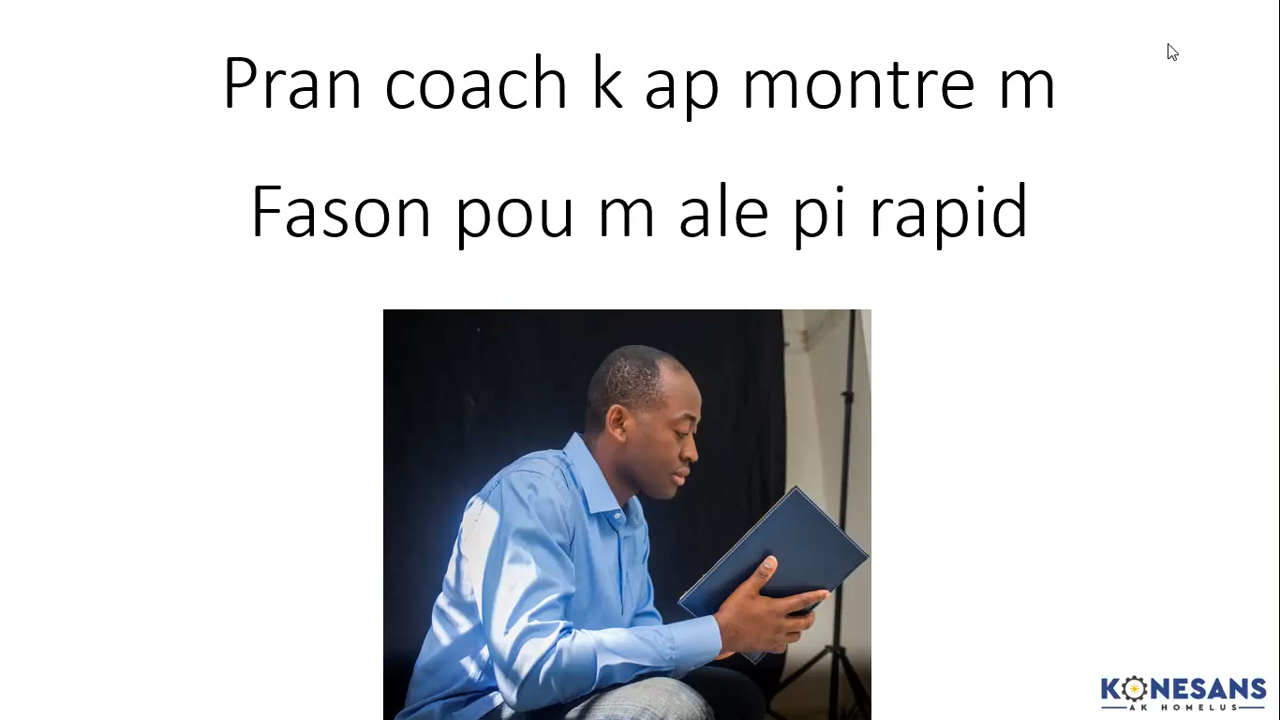 Pran coach k ap montre m
Fason pou m ale pi rapid
KONESANS
AK HOMELUS